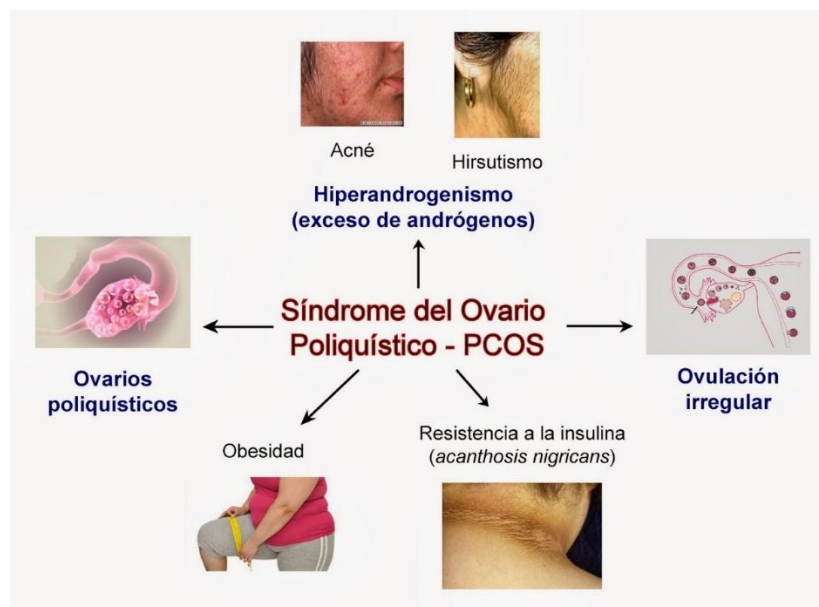 Acné
Hirsutismo
Hiperandrogenismo
(exceso de andrógenos)
Síndrome del Ovario
Poliquístico - PCOS
Ovarios
poliquísticos
Ovulación
irregular
Obesidad
Resistencia a la insulina
(acanthosis nigricans)